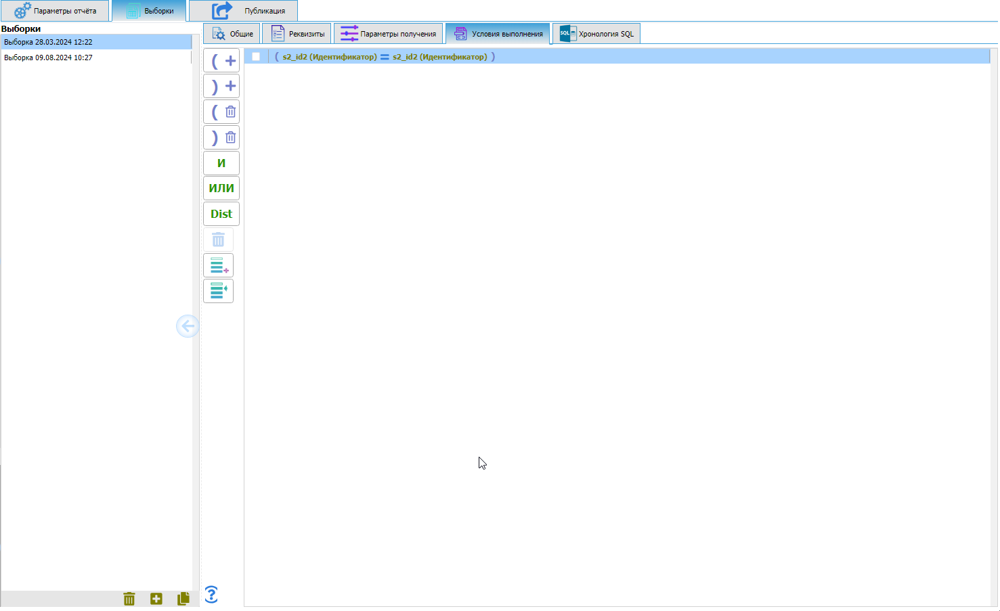 Параметры отчёта
Выборки
Публикация
Выборки
Выборка 28.03.2024 12:22
Выборка 09.08.2024 10:27
Общие
Реквизиты
Параметры получения
Условия выполнения
SQL
Хронология SQL
( +
) +
(
)
И
ИЛИ
Dist
( s2_id2 (Идентификатор) = s2_id2 (Идентификатор) )
?